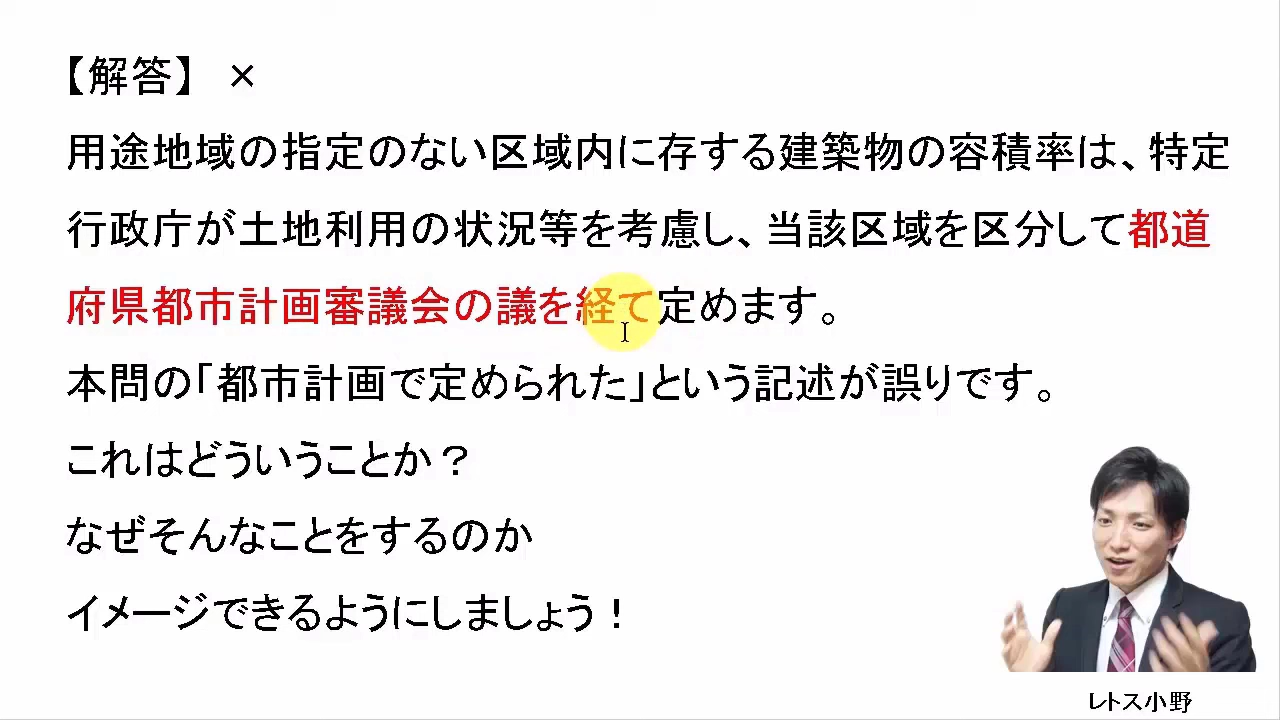 【解答】 ×
用途地域の指定のない区域内に存する建築物の容積率は、特定
行政庁が土地利用の状況等を考慮し、当該区域を区分して都道
府県都市計画審議会の議を経て定めます。
本問の「都市計画で定められた」という記述が誤りです。
これはどういうことか？
なぜそんなことをするのか
イメージできるようにしましょう！
レトス小野